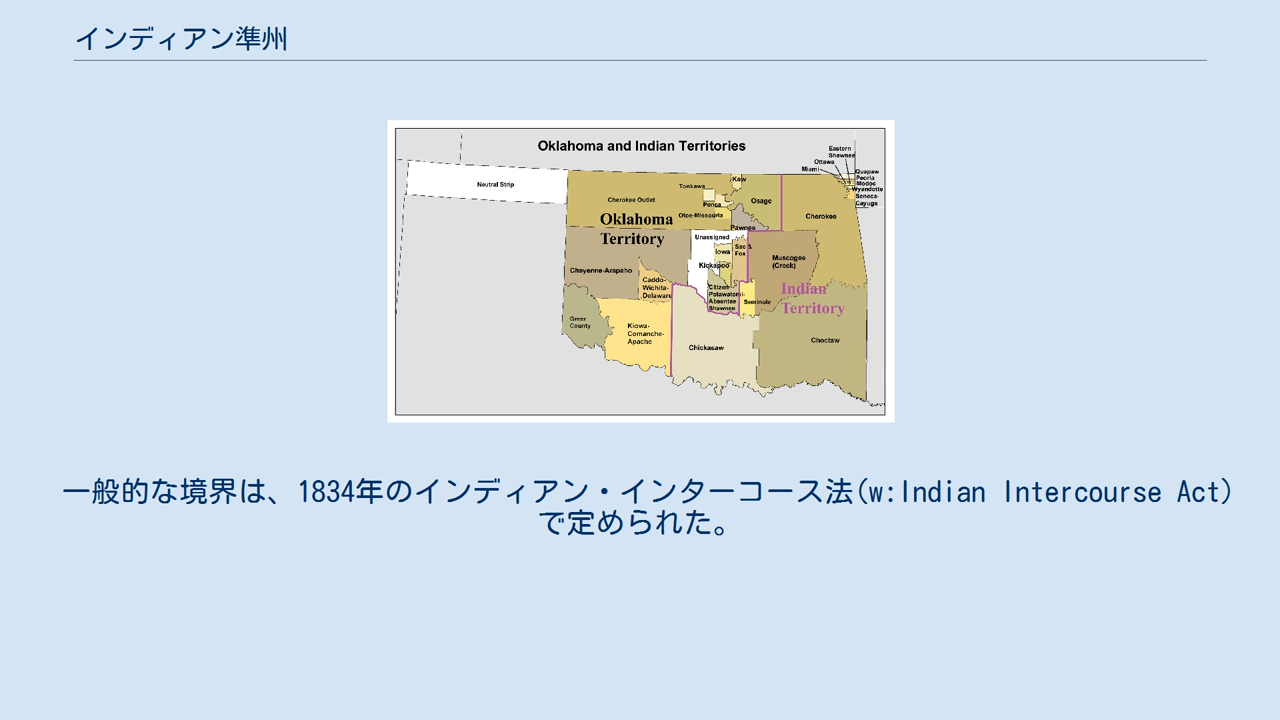 インディアン準州
Oklahoma and Indian Territories
Neutral Strip
Cherokee Outlet
Tonkawa
Kaw
Ponca
Otoe-Missouria
Osage
Pawnee
Cherokee
Miami
Ottawa
Eastern
Shawnee
Quapaw
Peoria
Modoc
Wyandotte
Seneca-
Cayuga
Oklahoma
Territory
Unassigned
Iowa
Sac &
Fox
Kickapoo
Muscogee
(Creek)
Cheyenne-Arapaho
Caddo-
Wichita-
Delaware
Citizen
Potawatomi-
Absentee
Shawnee
Seminole
Indian
Territory
Greer
County
Kiowa-
Comanche-
Apache
Chickasaw
Choctaw
一般的な境界は、1834年のインディアン・インターコース法(w:Indian Intercourse Act)
で定められた。